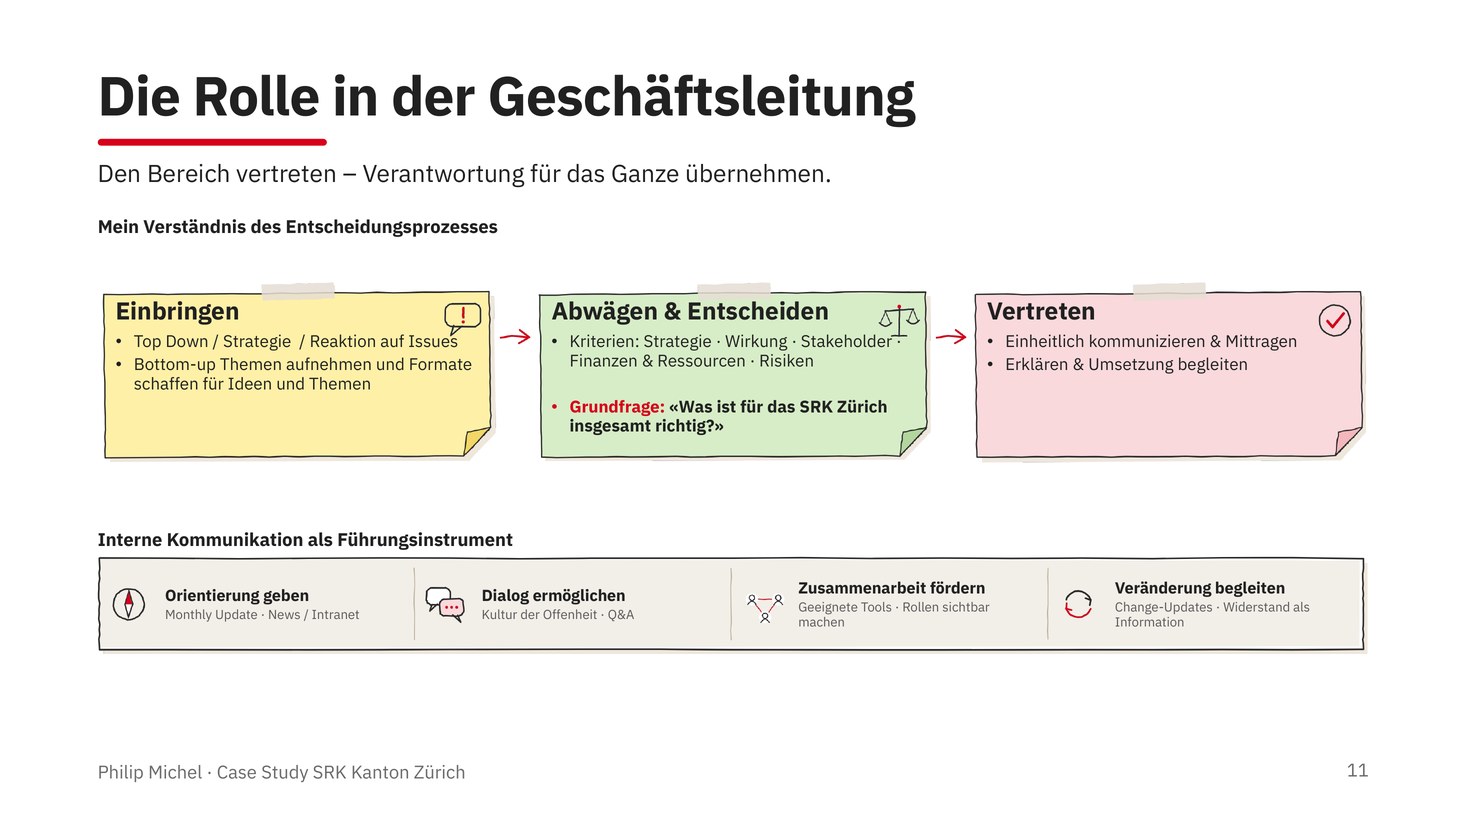 Die Rolle in der Geschäftsleitung
Den Bereich vertreten – Verantwortung für das Ganze übernehmen.
Mein Verständnis des Entscheidungsprozesses
Einbringen
!
• Top Down / Strategie / Reaktion auf Issues
• Bottom-up Themen aufnehmen und Formate
schaffen für Ideen und Themen
Abwägen & Entscheiden
• Kriterien: Strategie · Wirkung · Stakeholder ·
Finanzen & Ressourcen · Risiken
• Grundfrage: «Was ist für das SRK Zürich
insgesamt richtig?»
Vertreten
• Einheitlich kommunizieren & Mittragen
• Erklären & Umsetzung begleiten
Interne Kommunikation als Führungsinstrument
Orientierung geben
Monthly Update · News / Intranet
Dialog ermöglichen
Kultur der Offenheit · Q&A
Zusammenarbeit fördern
Geeignete Tools · Rollen sichtbar
machen
Veränderung begleiten
Change-Updates · Widerstand als
Information
Philip Michel · Case Study SRK Kanton Zürich
11